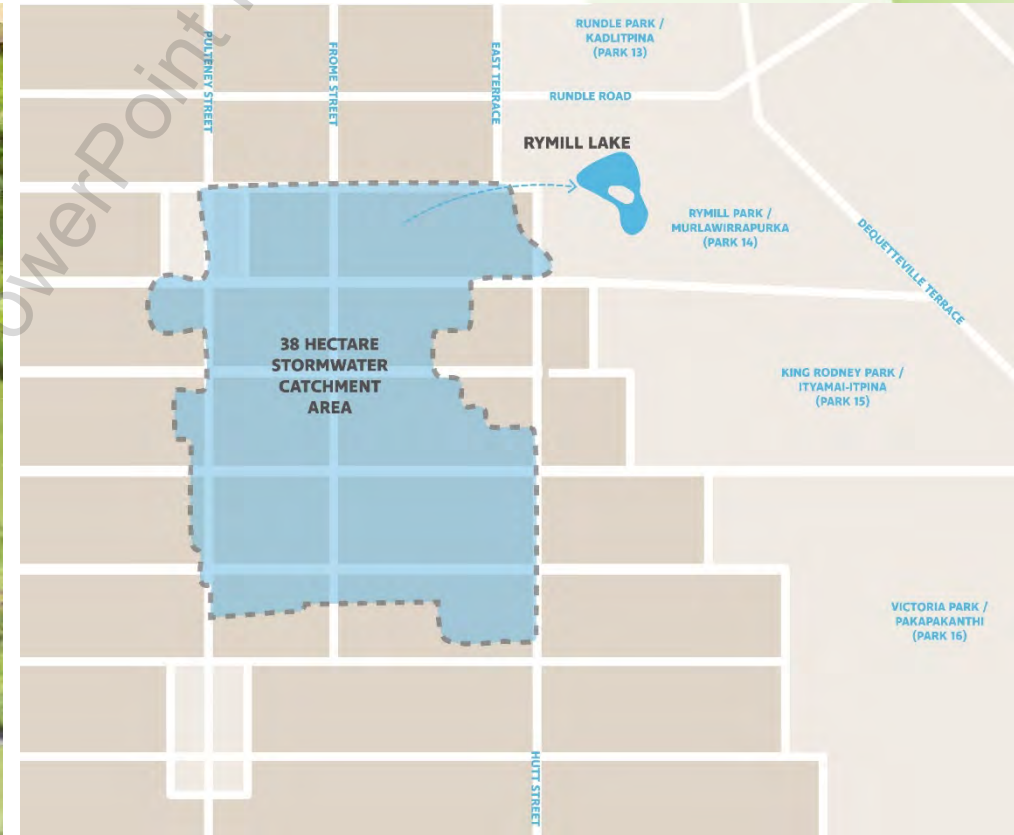 RUNDLE PARK /
KADLITPINA
(PARK 13)
PULTENEY STREET
FROME STREET
EAST TERRACE
RUNDLE ROAD
RYMILL LAKE
RYMILL PARK /
MURLAWIRRAPURKA
(PARK 14)
DEQUETTEVILLE TERRACE
38 HECTARE
STORMWATER
CATCHMENT
AREA
KING RODNEY PARK /
ITYAMAI-ITPINA
(PARK 15)
VICTORIA PARK /
PAKAPAKANTHI
(PARK 16)
HUTT STREET
PowerPoint